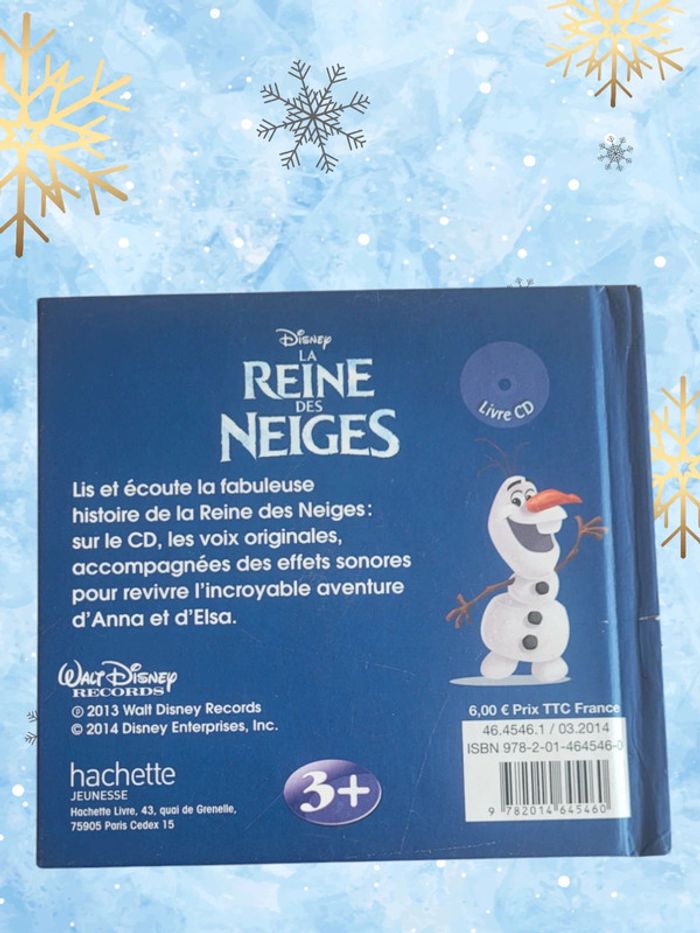 Disney
LA
REINE
DES
NEIGES
Livre CD
Lis et écoute la fabuleuse
histoire de la Reine des Neiges :
sur le CD, les voix originales,
accompagnées des effets sonores
pour revivre l'incroyable aventure
d'Anna et d'Elsa.
WALT DISNEY
RECORDS
℗ 2013 Walt Disney Records
© 2014 Disney Enterprises, Inc.
hachette
JEUNESSE
Hachette Livre, 43, quai de Grenelle,
75905 Paris Cedex 15
3+
6,00 € Prix TTC France
46.4546.1 / 03.2014
ISBN 978-2-01-464546-0
9 782014 645460